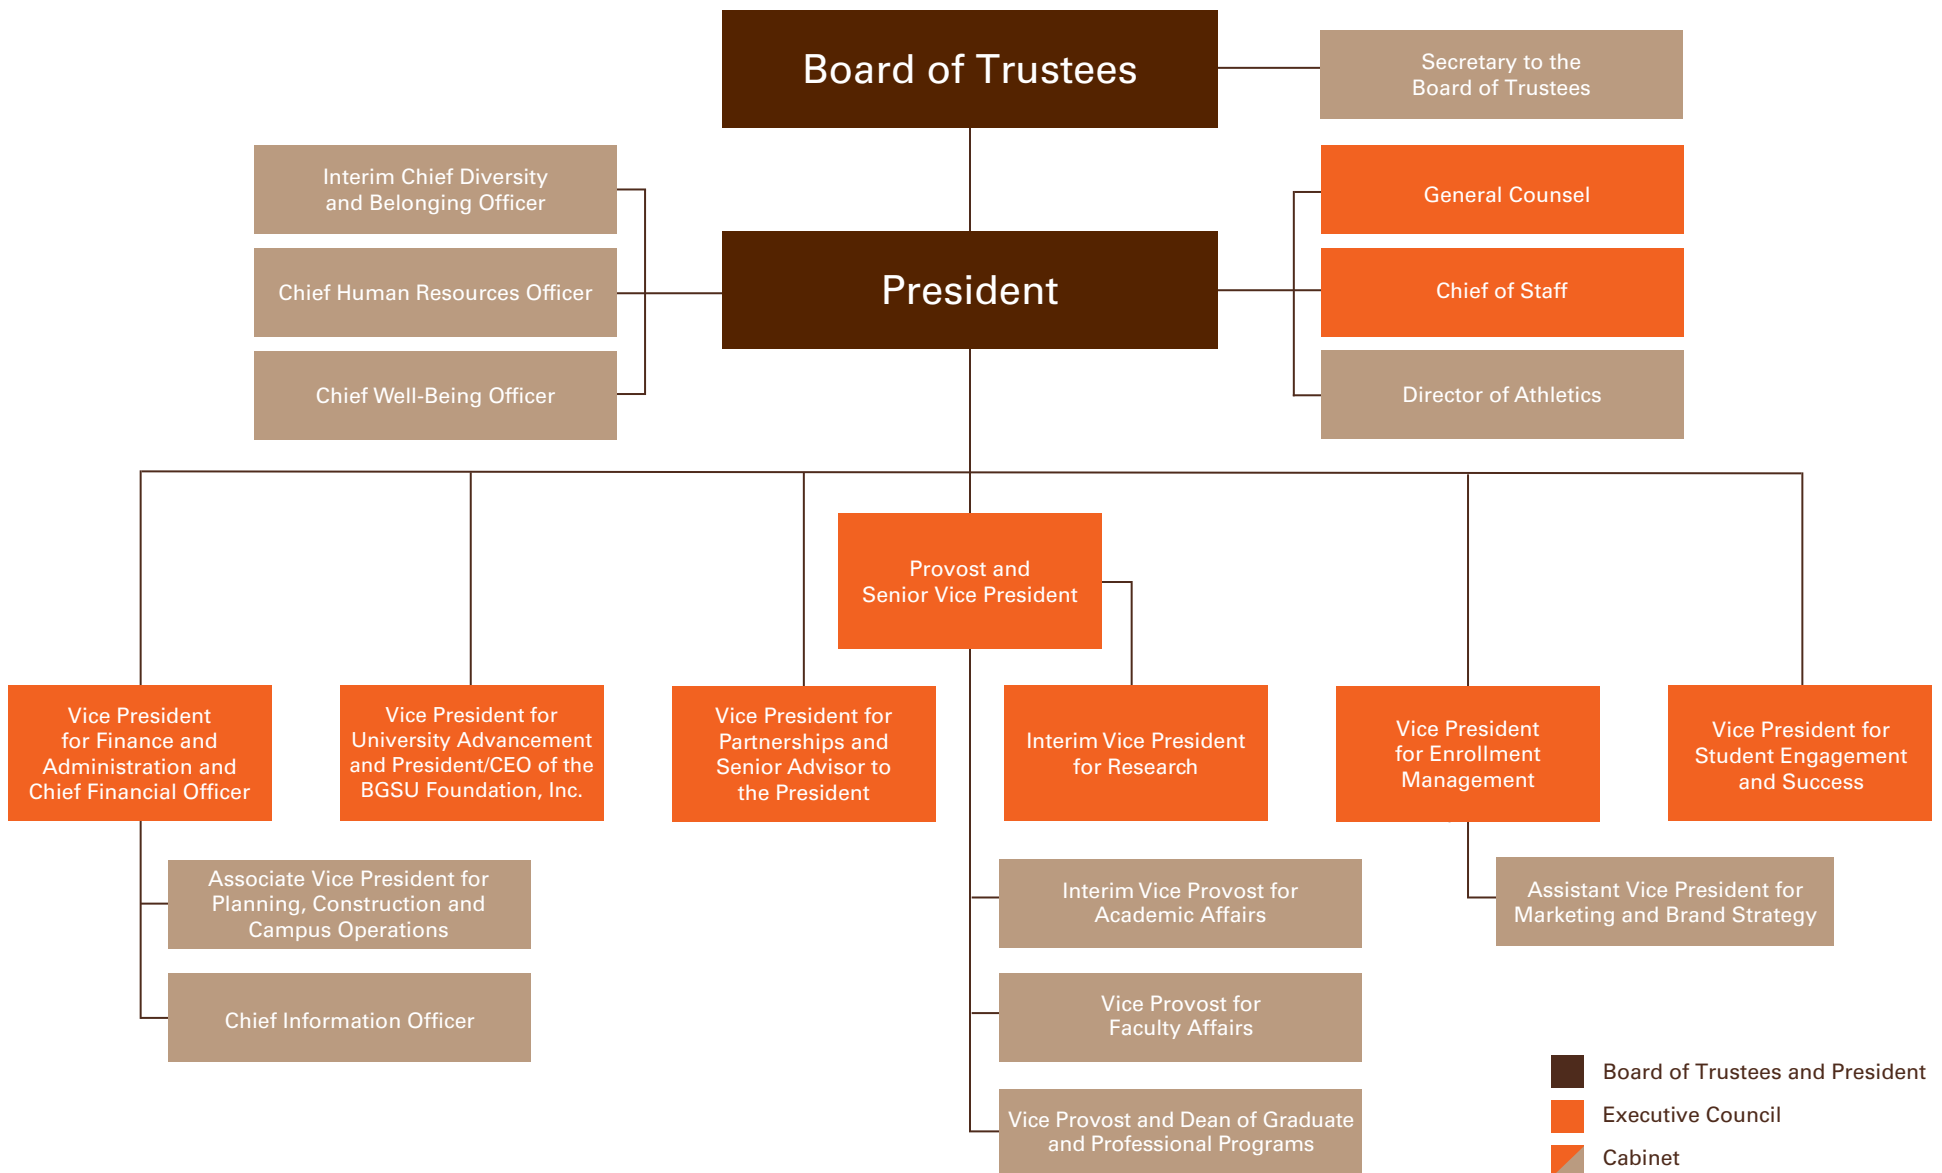 Board of Trustees
Secretary to the
Board of Trustees
Interim Chief Diversity
and Belonging Officer
General Counsel
President
Chief Human Resources Officer
Chief of Staff
Chief Well-Being Officer
Director of Athletics
Provost and
Senior Vice President
Vice President
for Finance and
Administration and
Chief Financial Officer
Vice President for
University Advancement
and President/CEO of the
BGSU Foundation, Inc.
Vice President for
Partnerships and
Senior Advisor to
the President
Interim Vice President
for Research
Vice President
for Enrollment
Management
Vice President for
Student Engagement
and Success
Associate Vice President for
Planning, Construction and
Campus Operations
Interim Vice Provost for
Academic Affairs
Assistant Vice President for
Marketing and Brand Strategy
Chief Information Officer
Vice Provost for
Faculty Affairs
Vice Provost and Dean of Graduate
and Professional Programs
Board of Trustees and President
Executive Council
Cabinet